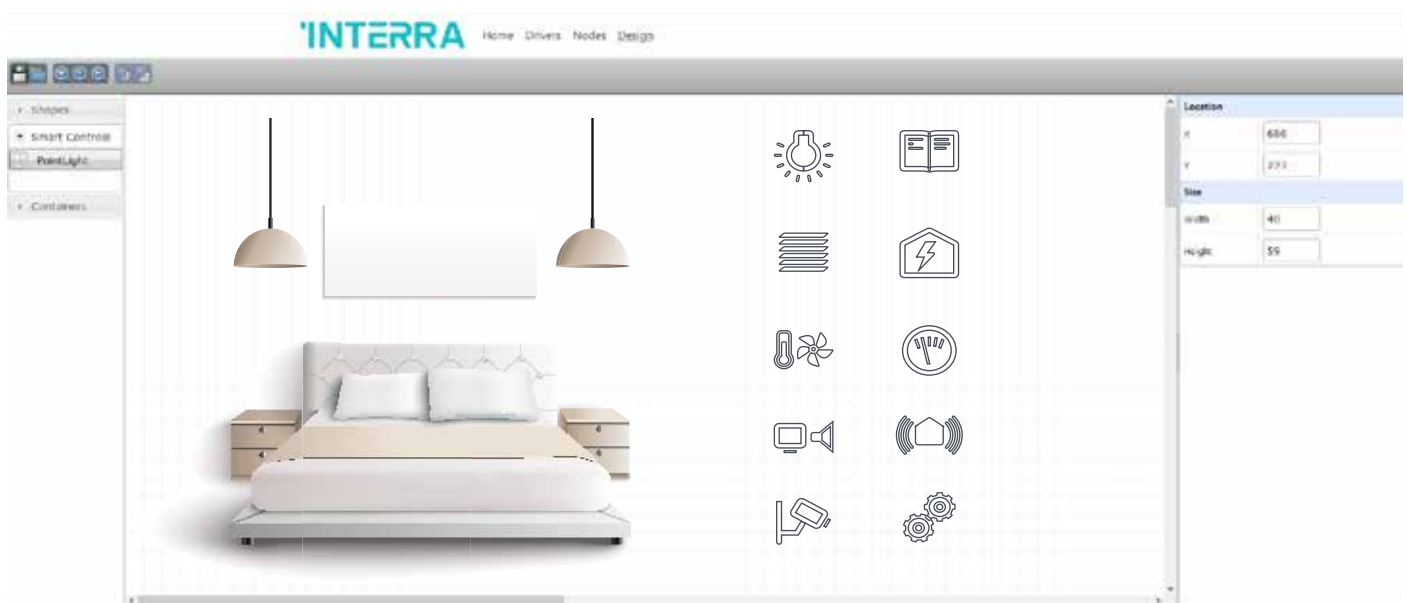 INTERRA
Home Drivers Nodes Design
Shapes
Smart Controls
PointLight
Containers
Location
X 686
Y
Size
Width 40
Height 59